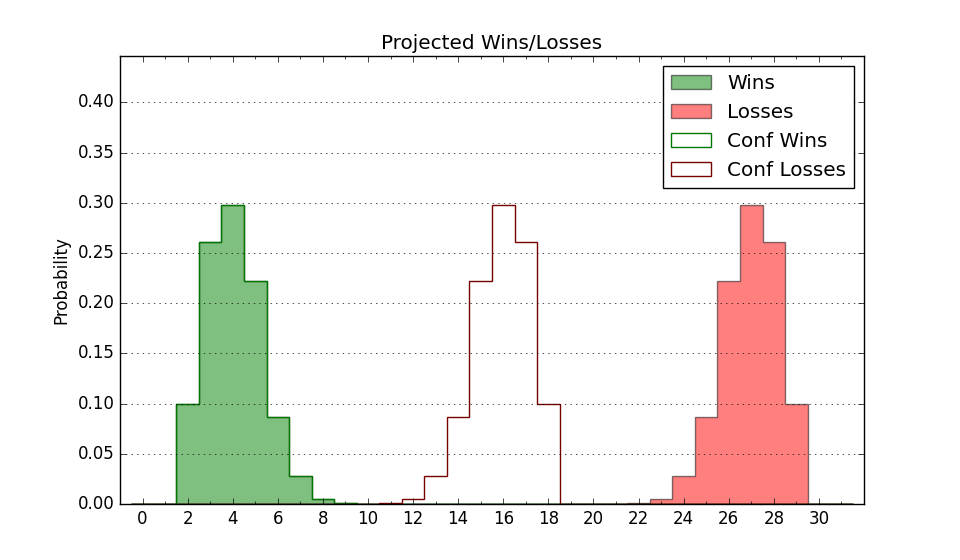 Projected Wins/Losses
Wins
Losses
Conf Wins
Conf Losses
Probability
0.40
0.35
0.30
0.25
0.20
0.15
0.10
0.05
0.00
0 2 4 6 8 10 12 14 16 18 20 22 24 26 28 30